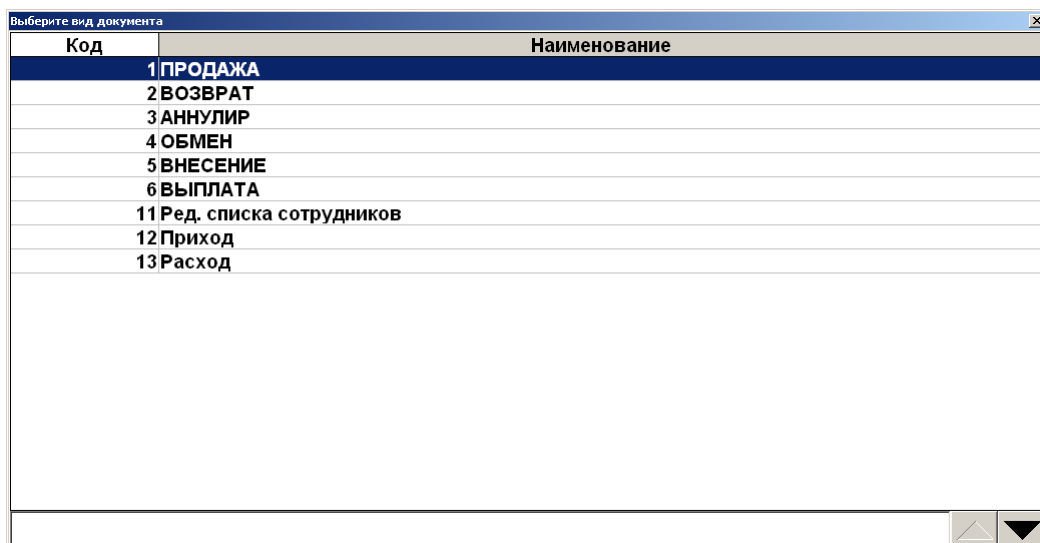 Выберите вид документа
Код Наименование
1 ПРОДАЖА
2 ВОЗВРАТ
3 АННУЛИР
4 ОБМЕН
5 ВНЕСЕНИЕ
6 ВЫПЛАТА
11 Ред. списка сотрудников
12 Приход
13 Расход